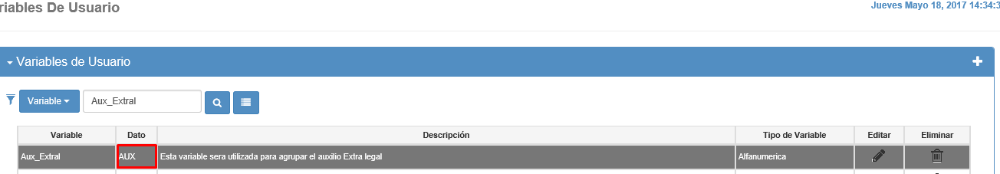 riables De Usuario
Jueves Mayo 18, 2017 14:34:3
Variables de Usuario
Variable Aux_Extral
Variable Dato Descripción Tipo de Variable Editar Eliminar
Aux_Extral AUX Esta variable sera utilizada para agrupar el auxilio Extra legal Alfanumerica